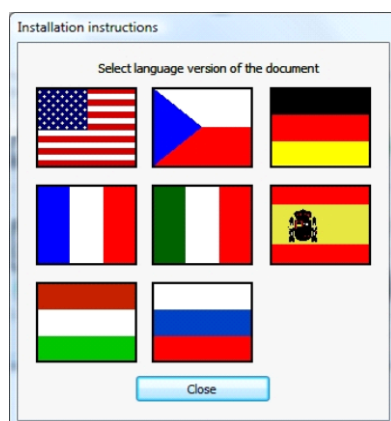 Installation instructions
Select language version of the document
Close